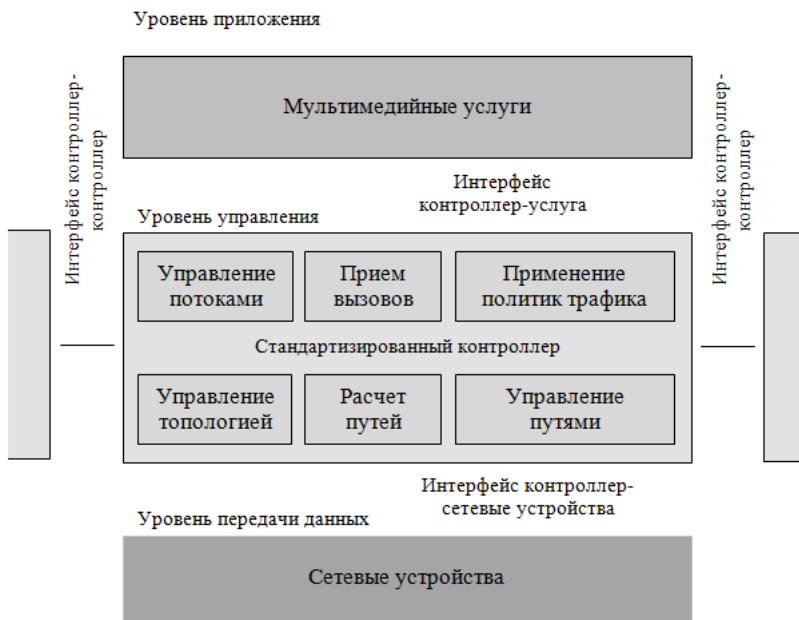 Уровень приложения
Мультимедийные услуги
Интерфейс контроллер-
контроллер
Интерфейс контроллер-
контроллер
Интерфейс
контроллер-услуга
Уровень управления
Управление
потоками
Прием
вызовов
Применение
политик трафика
Стандартизированный контроллер
Управление
топологией
Расчет
путей
Управление
путями
Интерфейс контроллер-
сетевые устройства
Уровень передачи данных
Сетевые устройства